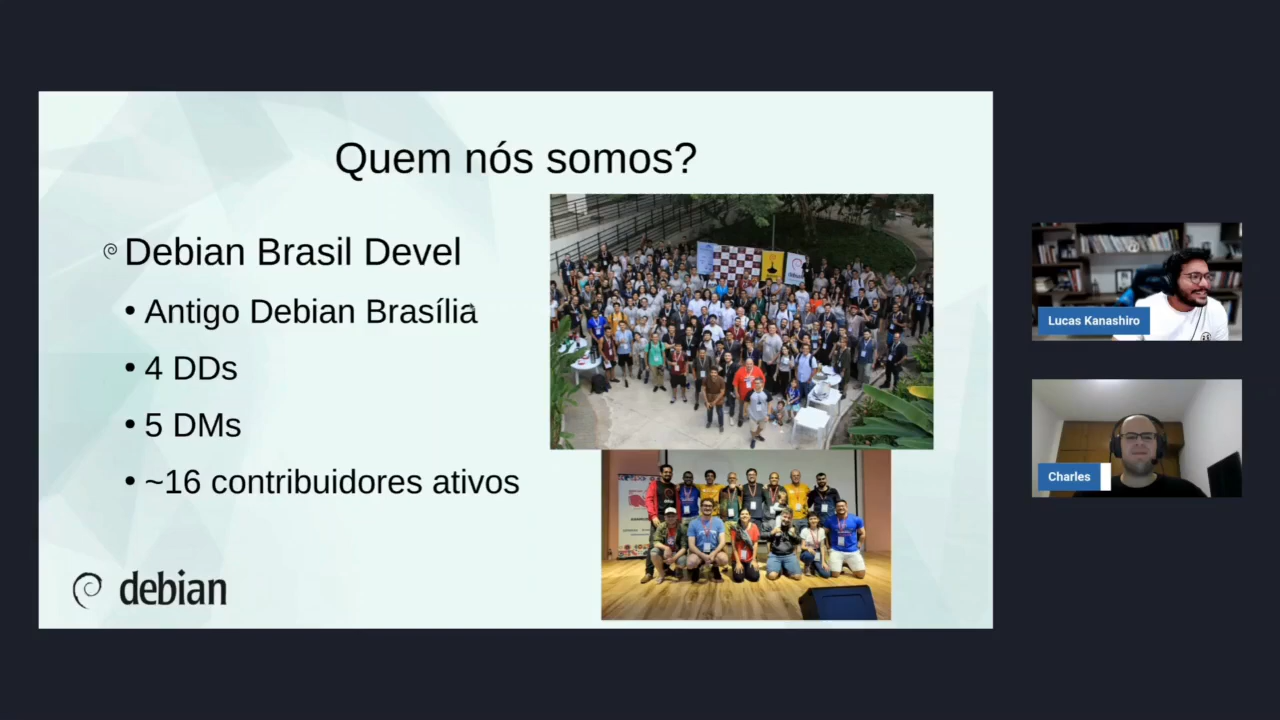 Quem nós somos?
Debian Brasil Devel
• Antigo Debian Brasília
• 4 DDs
• 5 DMs
• ~16 contribuidores ativos
debian
Lucas Kanashiro
Charles